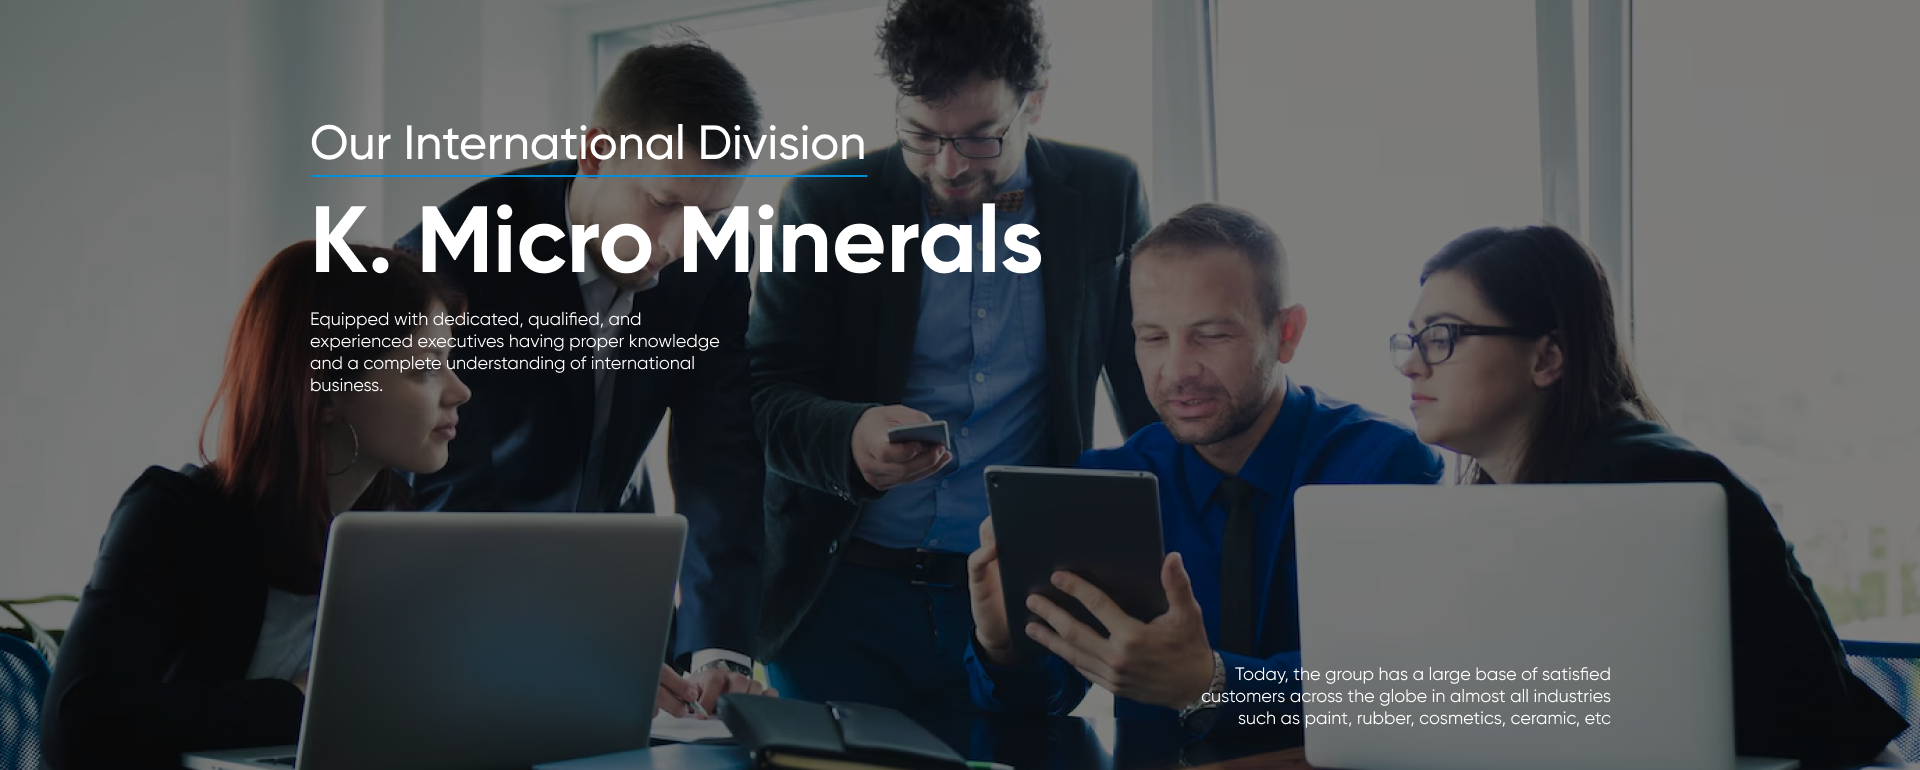 Our International Division
K. Micro Minerals
Equipped with dedicated, qualified, and
experienced executives having proper knowledge
and a complete understanding of international
business.
Today, the group has a large base of satisfied
customers across the globe in almost all industries
such as paint, rubber, cosmetics, ceramic, etc